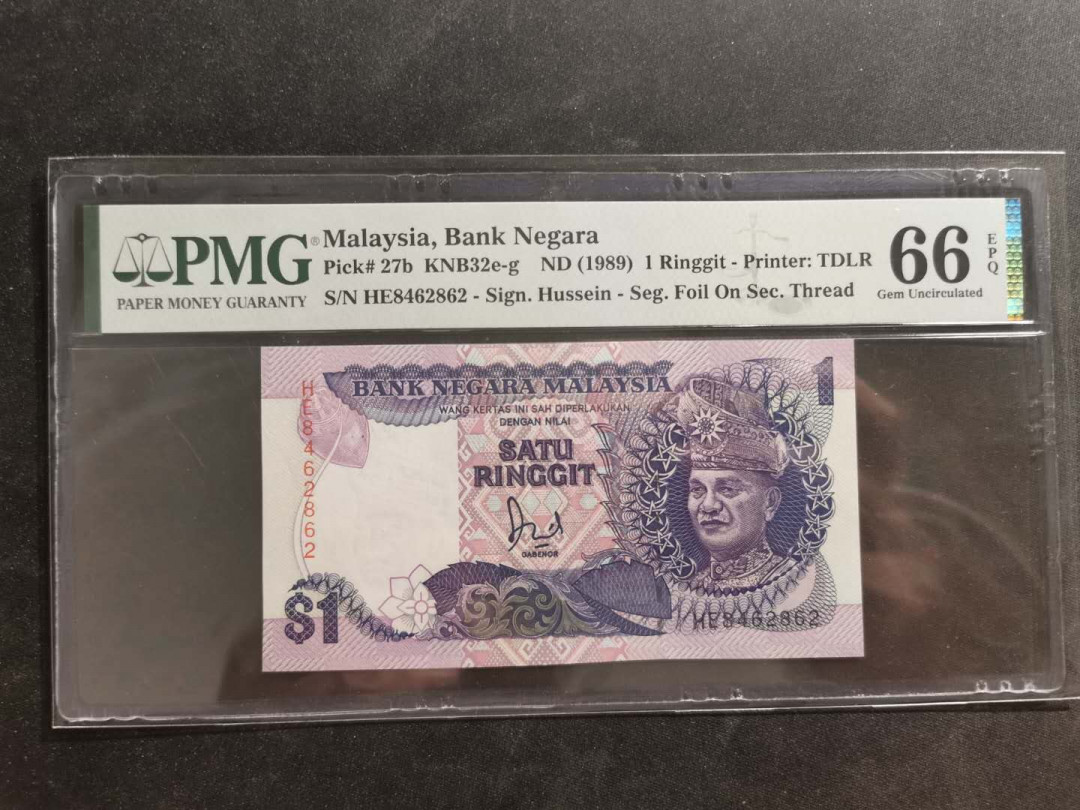 PMG®
PAPER MONEY GUARANTY
Malaysia, Bank Negara
Pick# 27b KNB32e-g ND (1989) 1 Ringgit - Printer: TDLR
S/N HE8462862 - Sign. Hussein - Seg. Foil On Sec. Thread
66
Gem Uncirculated
EPQ
1
BANK NEGARA MALAYSIA
WANG KERTAS INI SAH DIPERLAKUKAN
DENGAN NILAI
SATU
RINGGIT
GABENOR
HE8462862
$1
HE8462862